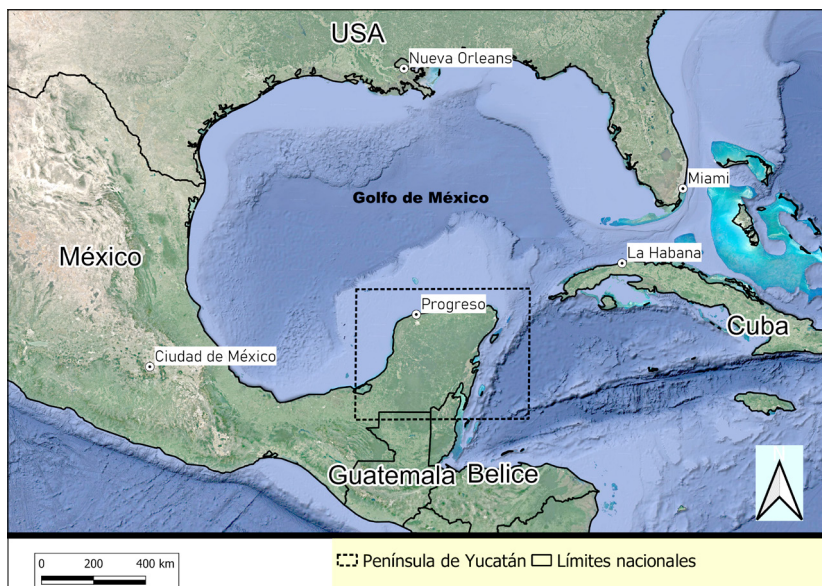 USA
Nueva Orleans
Miami
Golfo de México
México
La Habana
Progreso
Cuba
Ciudad de México
Guatemala
Belice
0 200 400 km
Península de Yucatán
Límites nacionales